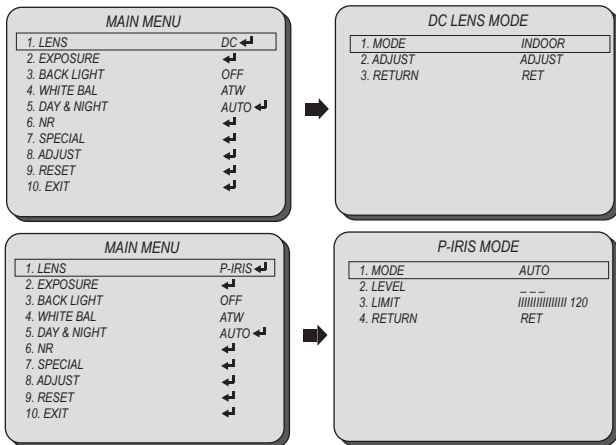 MAIN MENU
1. LENS DC ↵
2. EXPOSURE ↵
3. BACK LIGHT OFF
4. WHITE BAL ATW
5. DAY & NIGHT AUTO ↵
6. NR ↵
7. SPECIAL ↵
8. ADJUST ↵
9. RESET ↵
10. EXIT ↵
DC LENS MODE
1. MODE INDOOR
2. ADJUST ADJUST
3. RETURN RET
MAIN MENU
1. LENS P-IRIS ↵
2. EXPOSURE ↵
3. BACK LIGHT OFF
4. WHITE BAL ATW
5. DAY & NIGHT AUTO ↵
6. NR ↵
7. SPECIAL ↵
8. ADJUST ↵
9. RESET ↵
10. EXIT ↵
P-IRIS MODE
1. MODE AUTO
2. LEVEL _ _ _
3. LIMIT IIIIIIIIIIIIIIII 120
4. RETURN RET